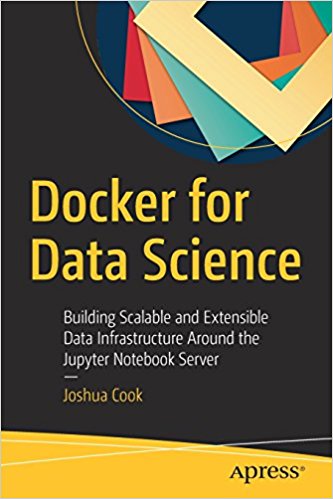 Docker for
Data Science
Building Scalable and Extensible
Data Infrastructure Around the
Jupyter Notebook Server
—
Joshua Cook
Apress®